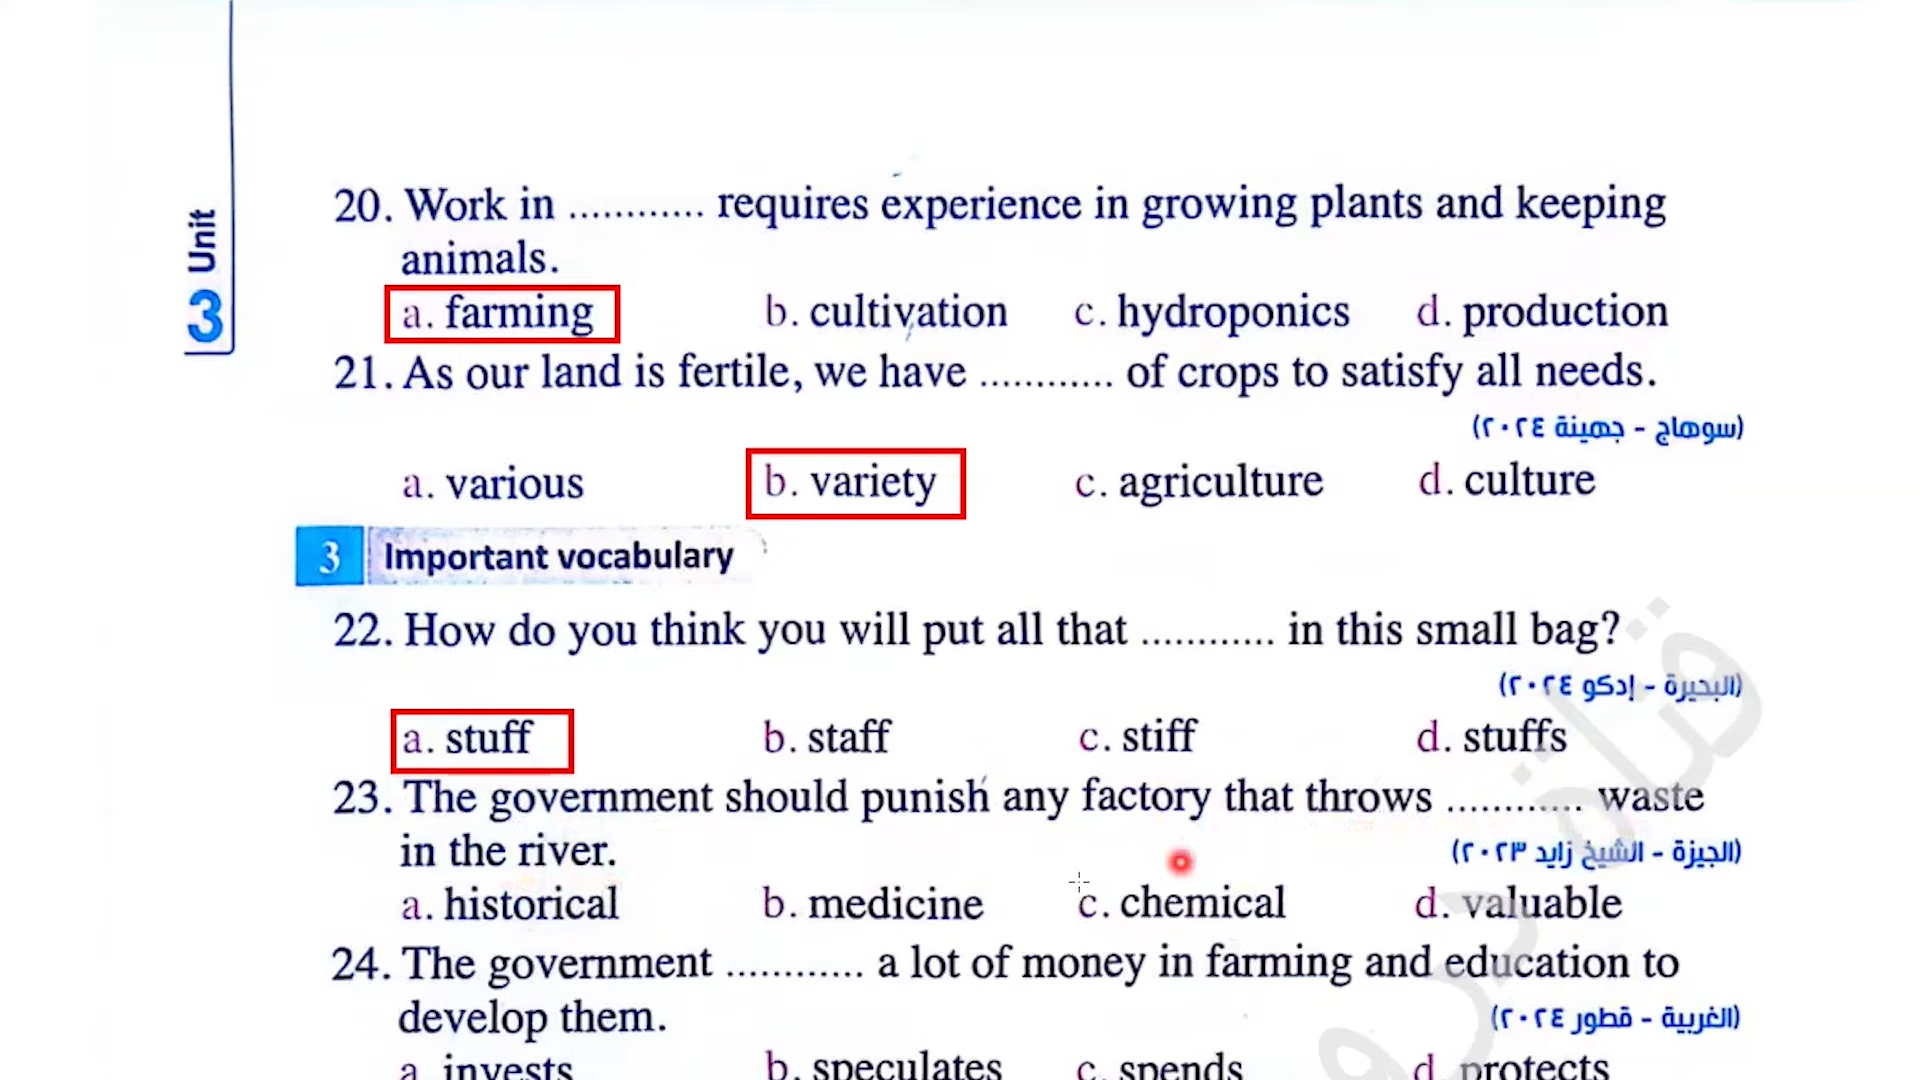 3 Unit
20. Work in ............ requires experience in growing plants and keeping
animals.
a. farming b. cultivation c. hydroponics d. production
21. As our land is fertile, we have ............ of crops to satisfy all needs.
(سوهاج - جهينة ٢٠٢٤)
a. various b. variety c. agriculture d. culture
3 Important vocabulary
22. How do you think you will put all that ............ in this small bag?
(البحيرة - إدكو ٢٠٢٤)
a. stuff b. staff c. stiff d. stuffs
23. The government should punish any factory that throws ............ waste
in the river.
(الجيزة - الشيخ زايد ٢٠٢٣)
a. historical b. medicine c. chemical d. valuable
24. The government ............ a lot of money in farming and education to
develop them.
(الغربية - قطور ٢٠٢٤)
a. invests b. speculates c. spends d. protects